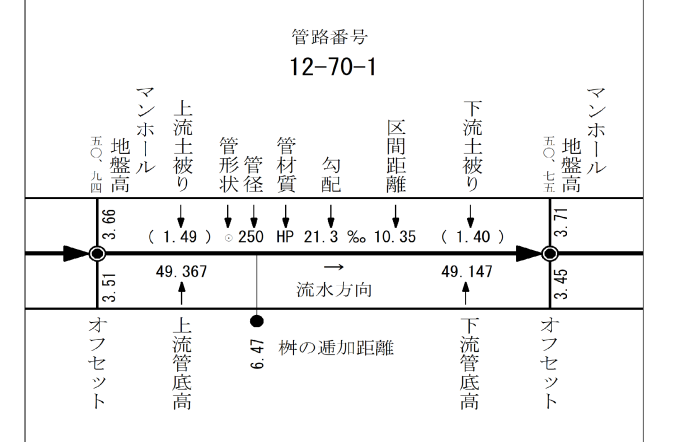 管路番号
12-70-1
五〇、九四
地盤高
マンホール
上流土被り
管形状
管径
管材質
勾配
区間距離
下流土被り
五〇、七五
地盤高
マンホール
3.66
( 1.49 ) ○ 250 HP 21.3 ‰ 10.35 ( 1.40 )
3.71
3.51
49.367
→
流水方向
49.147
3.45
オフセット
上流管底高
6.47
桝の逓加距離
下流管底高
オフセット